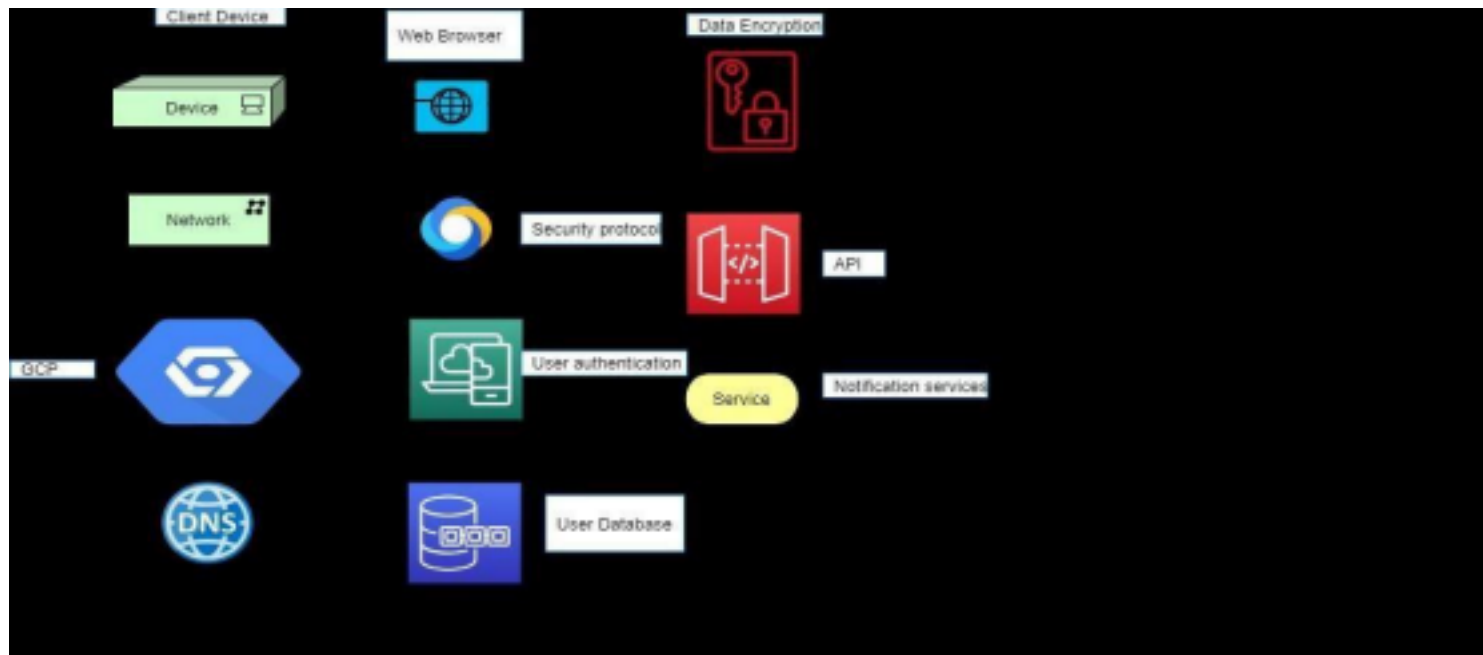 Client Device
Web Browser
Data Encryption
Device
Network
Security protocol
API
GCP
User authentication
Service
Notification services
DNS
User Database